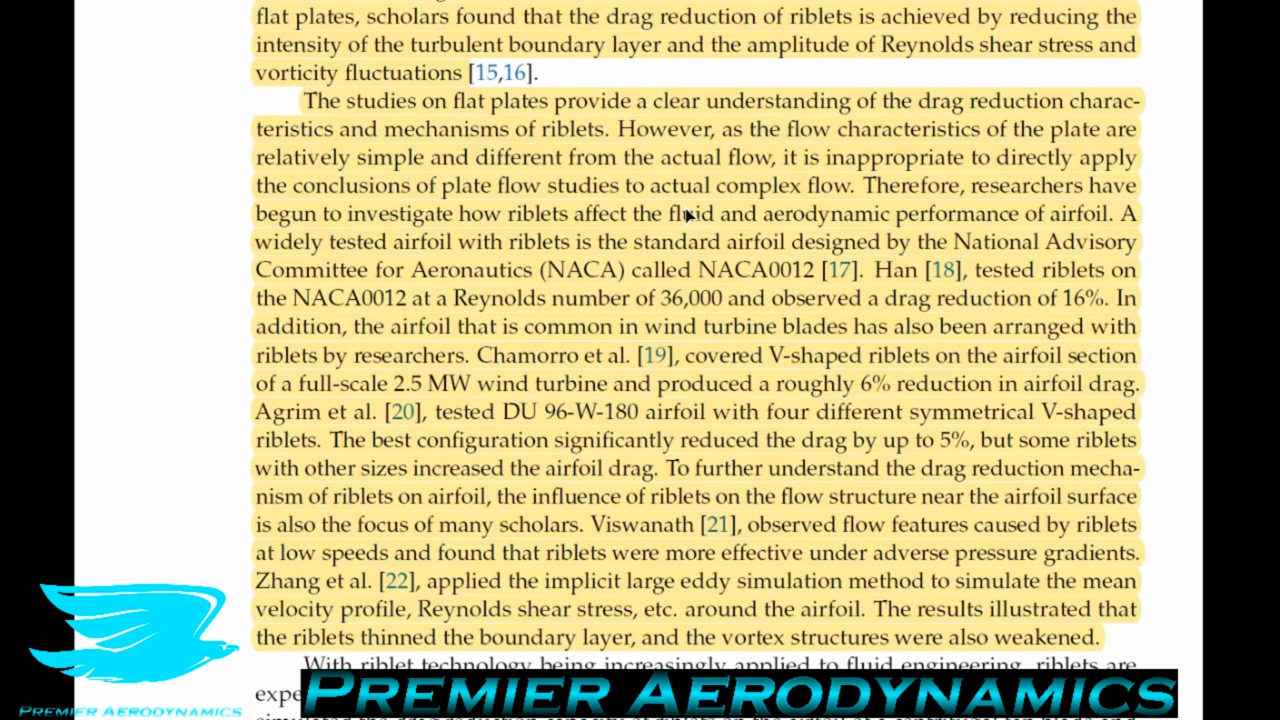 flat plates, scholars found that the drag reduction of riblets is achieved by reducing the
intensity of the turbulent boundary layer and the amplitude of Reynolds shear stress and
vorticity fluctuations [15,16].
The studies on flat plates provide a clear understanding of the drag reduction charac-
teristics and mechanisms of riblets. However, as the flow characteristics of the plate are
relatively simple and different from the actual flow, it is inappropriate to directly apply
the conclusions of plate flow studies to actual complex flow. Therefore, researchers have
begun to investigate how riblets affect the fluid and aerodynamic performance of airfoil. A
widely tested airfoil with riblets is the standard airfoil designed by the National Advisory
Committee for Aeronautics (NACA) called NACA0012 [17]. Han [18], tested riblets on
the NACA0012 at a Reynolds number of 36,000 and observed a drag reduction of 16%. In
addition, the airfoil that is common in wind turbine blades has also been arranged with
riblets by researchers. Chamorro et al. [19], covered V-shaped riblets on the airfoil section
of a full-scale 2.5 MW wind turbine and produced a roughly 6% reduction in airfoil drag.
Agrim et al. [20], tested DU 96-W-180 airfoil with four different symmetrical V-shaped
riblets. The best configuration significantly reduced the drag by up to 5%, but some riblets
with other sizes increased the airfoil drag. To further understand the drag reduction mecha-
nism of riblets on airfoil, the influence of riblets on the flow structure near the airfoil surface
is also the focus of many scholars. Viswanath [21], observed flow features caused by riblets
at low speeds and found that riblets were more effective under adverse pressure gradients.
Zhang et al. [22], applied the implicit large eddy simulation method to simulate the mean
velocity profile, Reynolds shear stress, etc. around the airfoil. The results illustrated that
the riblets thinned the boundary layer, and the vortex structures were also weakened.
With riblet technology being increasingly applied to fluid engineering, riblets are
expe
PREMIER AERODYNAMICS
PREMIER AERODYNAMICS